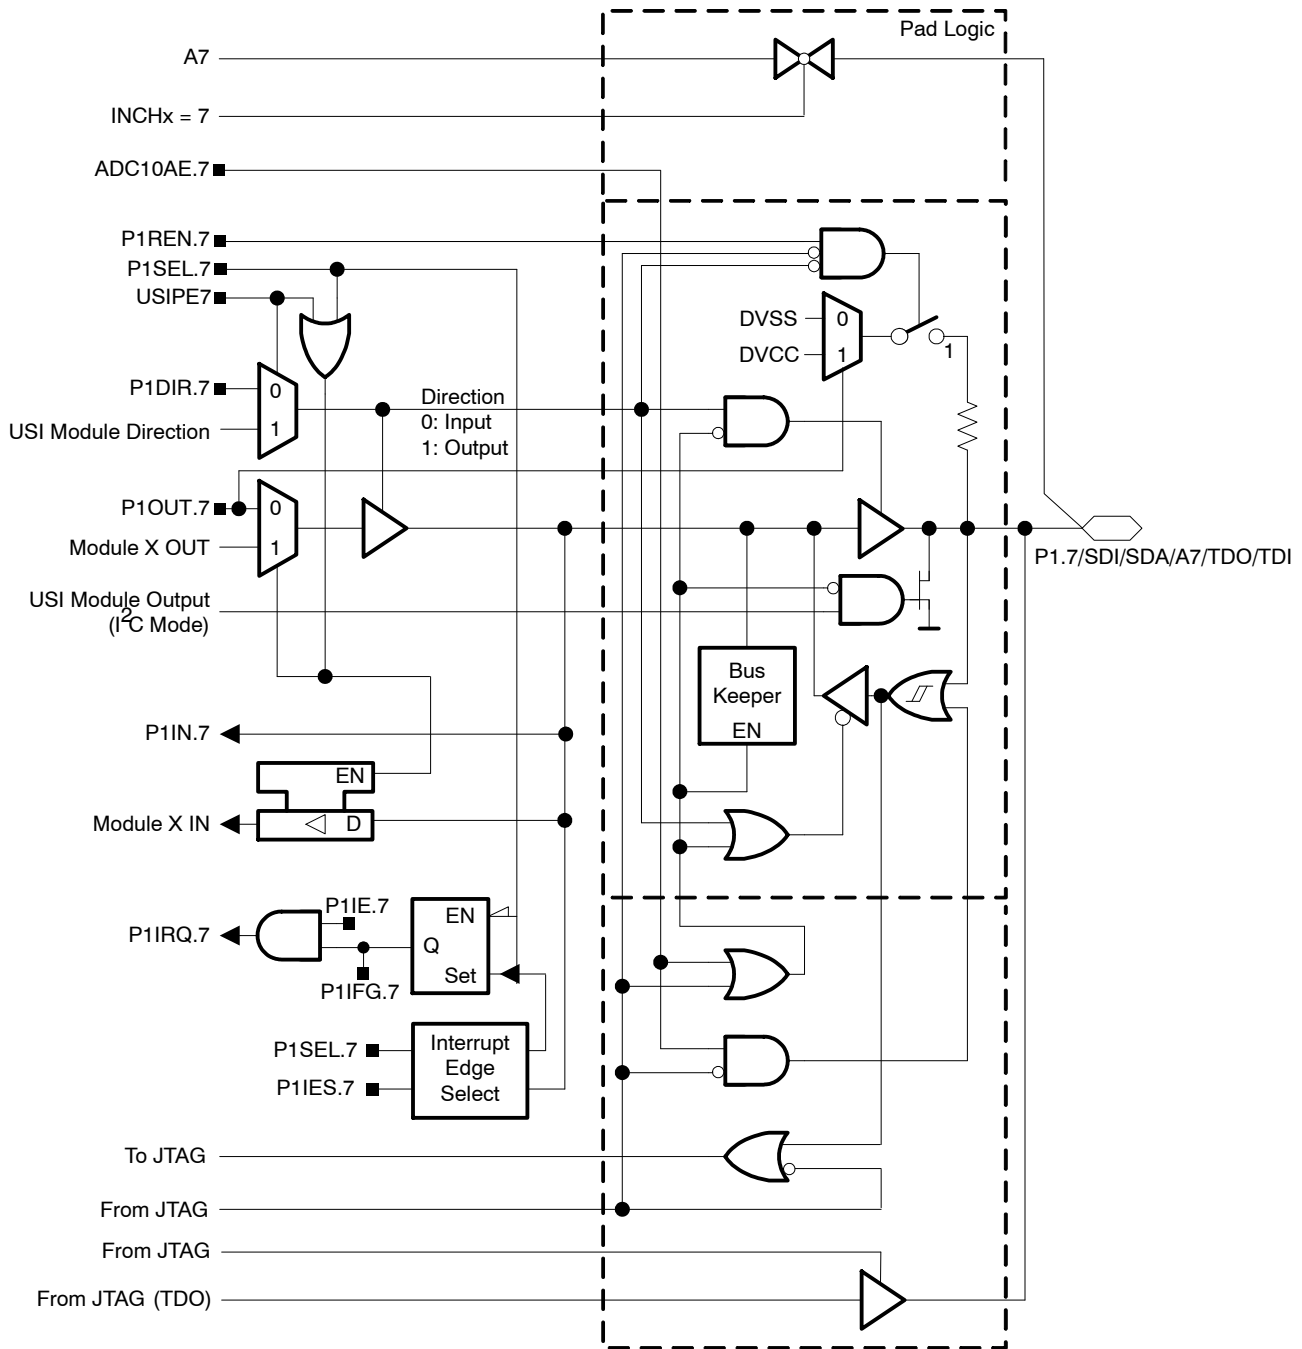 Pad Logic
A7
INCHx = 7
ADC10AE.7
P1REN.7
P1SEL.7
USIPE7
DVSS
0
DVCC
1
1
P1DIR.7
0
USI Module Direction
1
Direction
0: Input
1: Output
P1OUT.7
0
Module X OUT
1
P1.7/SDI/SDA/A7/TDO/TDI
USI Module Output
(I2C Mode)
Bus
Keeper
EN
P1IN.7
EN
Module X IN
D
P1IE.7
EN
P1IRQ.7
Q
Set
P1IFG.7
P1SEL.7
P1IES.7
Interrupt
Edge
Select
To JTAG
From JTAG
From JTAG
From JTAG (TDO)